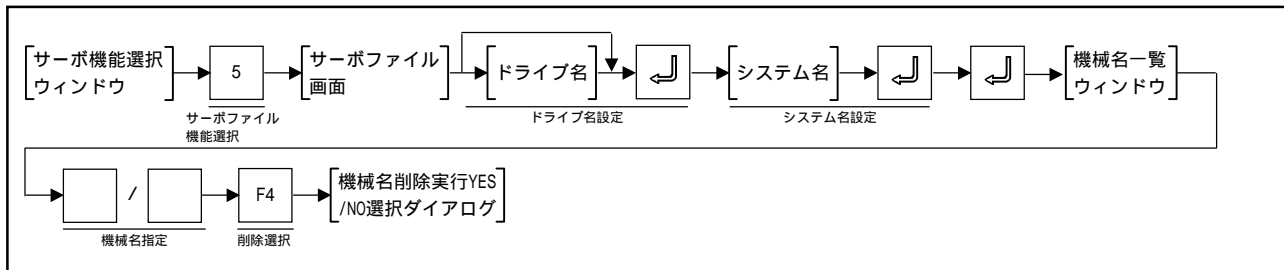 サーボ機能選択
ウィンドウ
5
サーボファイル
機能選択
サーボファイル
画面
ドライブ名
ドライブ名設定
システム名
システム名設定
機械名一覧
ウィンドウ
/
機械名指定
F4
削除選択
機械名削除実行YES
/NO選択ダイアログ